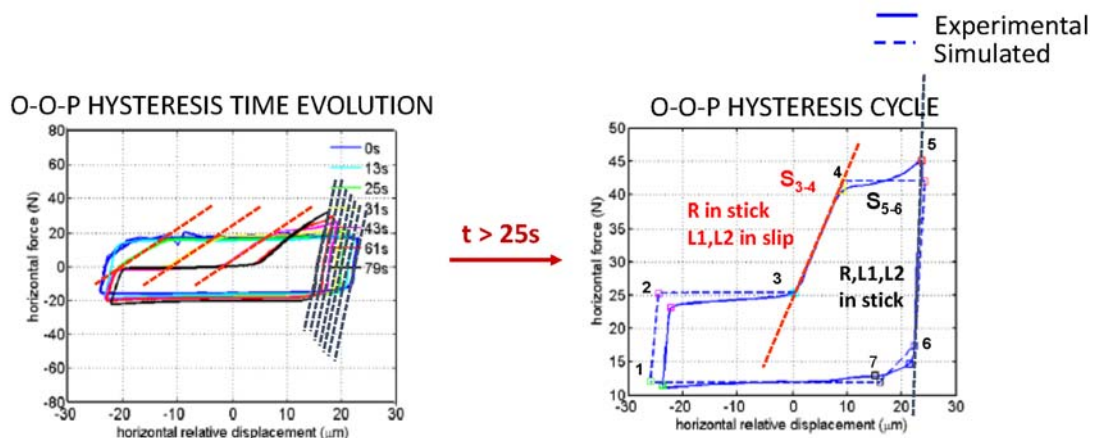 Experimental
Simulated
O-O-P HYSTERESIS TIME EVOLUTION
80
60
40
20
0
-20
-40
-60
-80
-30
-20
-10
0
10
20
30
horizontal force (N)
horizontal relative displacement (μm)
0s
13s
25s
31s
43s
61s
79s
t > 25s
O-O-P HYSTERESIS CYCLE
50
45
40
35
30
25
20
15
10
-30
-20
-10
0
10
20
30
horizontal force (N)
horizontal relative displacement (μm)
1
2
3
4
5
6
7
S3-4
S5-6
R in stick
L1,L2 in slip
R,L1,L2
in stick